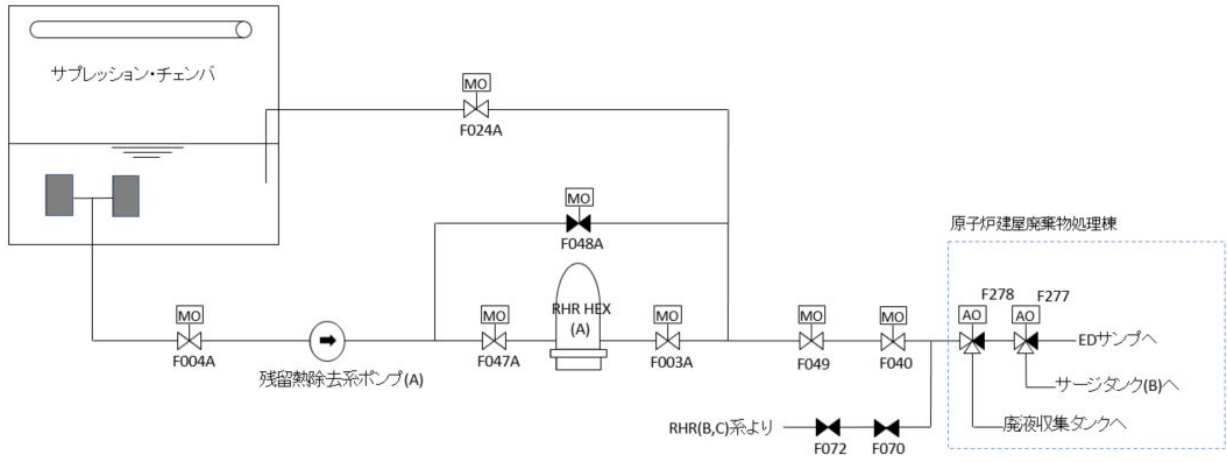 サプレッション・チェンバ
MO
F024A
MO
F048A
原子炉建屋廃棄物処理棟
MO
F004A
残留熱除去系ポンプ(A)
MO
F047A
RHR HEX
(A)
MO
F003A
MO
F049
MO
F040
AO
F278
AO
F277
EDサンプへ
サージタンク(B)へ
廃液収集タンクへ
RHR(B,C)系より
F072
F070